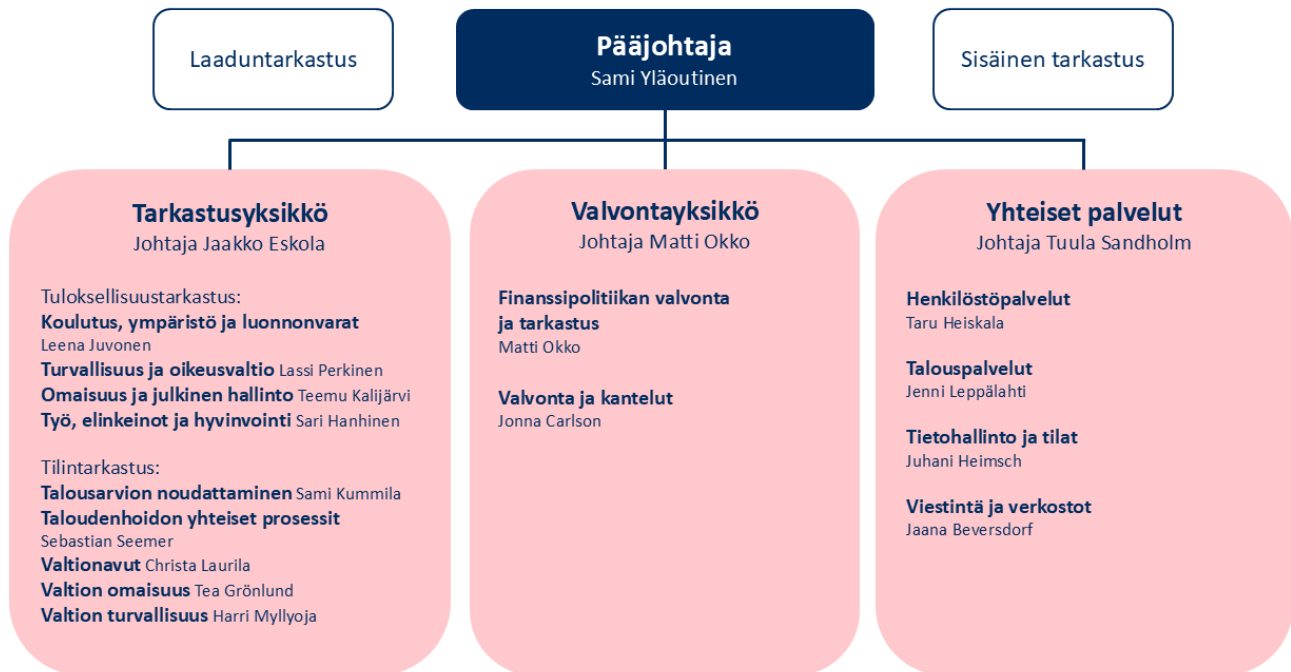 Laaduntarkastus
Pääjohtaja
Sami Yläoutinen
Sisäinen tarkastus
Tarkastusyksikkö
Johtaja Jaakko Eskola
Tuloksellisuustarkastus:
Koulutus, ympäristö ja luonnonvarat
Leena Juvonen
Turvallisuus ja oikeusvaltio Lassi Perkinen
Omaisuus ja julkinen hallinto Teemu Kalijärvi
Työ, elinkeinot ja hyvinvointi Sari Hanhinen
Tilintarkastus:
Talousarvion noudattaminen Sami Kummila
Taloudenhoidon yhteiset prosessit
Sebastian Seemer
Valtionavut Christa Laurila
Valtion omaisuus Tea Grönlund
Valtion turvallisuus Harri Myllyoja
Valvontayksikkö
Johtaja Matti Okko
Finanssipolitiikan valvonta
ja tarkastus
Matti Okko
Valvonta ja kantelut
Jonna Carlson
Yhteiset palvelut
Johtaja Tuula Sandholm
Henkilöstöpalvelut
Taru Heiskala
Talouspalvelut
Jenni Leppälahti
Tietohallinto ja tilat
Juhani Heimsch
Viestintä ja verkostot
Jaana Beversdorf